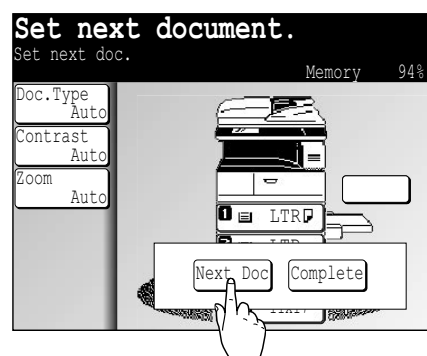 Set next document.
Set next doc.
Memory 94%
Doc.Type
Auto
Contrast
Auto
Zoom
Auto
1 LTR
Next Doc Complete